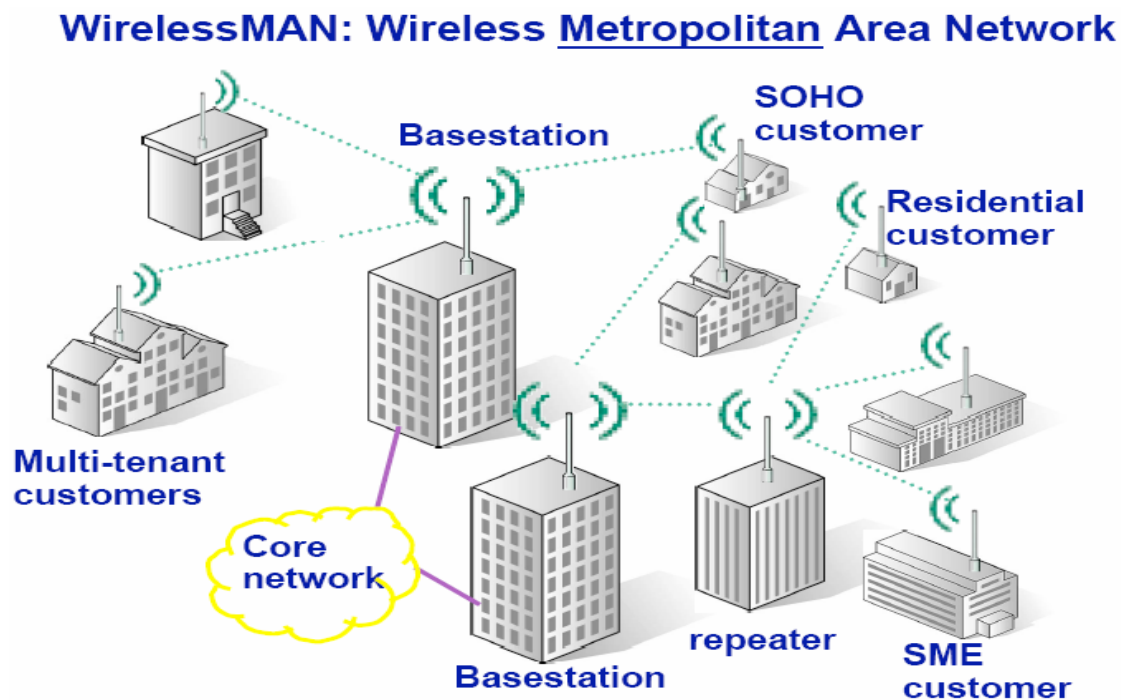 WirelessMAN: Wireless Metropolitan Area Network
SOHO
customer
Basestation
Residential
customer
Multi-tenant
customers
Core
network
repeater
Basestation
SME
customer